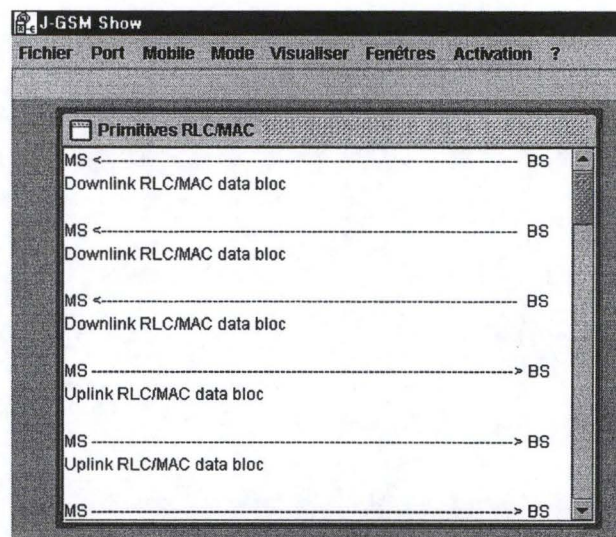 J-GSM Show
Fichier Port Mobile Mode Visualiser Fenêtres Activation ?
Primitives RLC/MAC
MS <------------------------------------------------------------------- BS
Downlink RLC/MAC data bloc
MS <------------------------------------------------------------------- BS
Downlink RLC/MAC data bloc
MS <------------------------------------------------------------------- BS
Downlink RLC/MAC data bloc
MS -------------------------------------------------------------------> BS
Uplink RLC/MAC data bloc
MS -------------------------------------------------------------------> BS
Uplink RLC/MAC data bloc
MS -------------------------------------------------------------------> BS